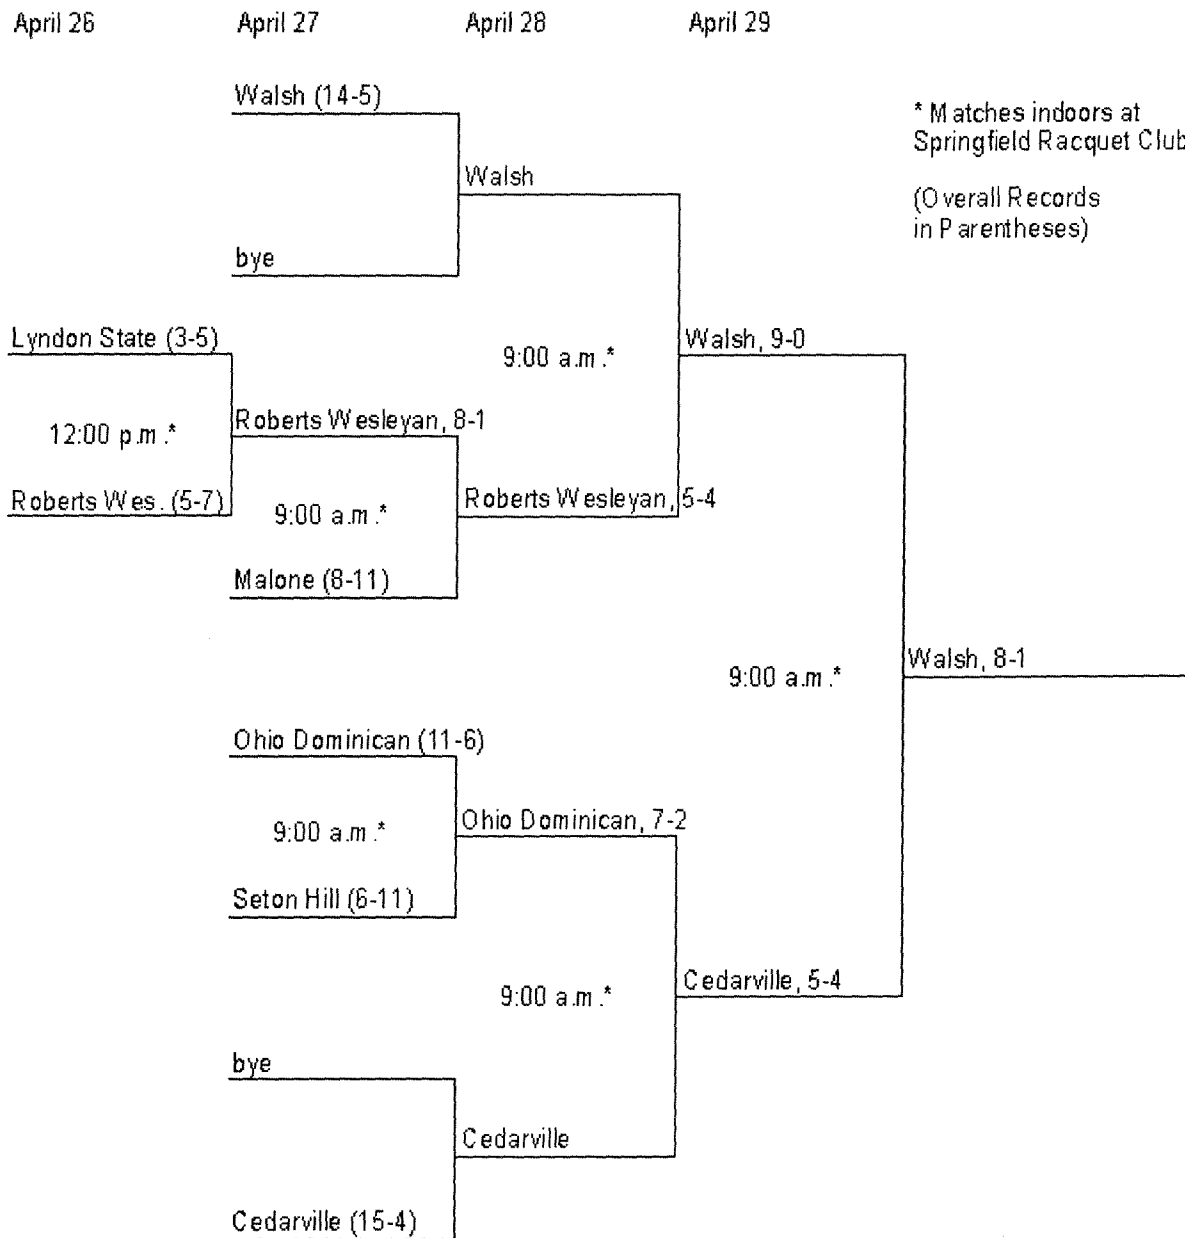 April 26 April 27 April 28 April 29
Walsh (14-5)
* Matches indoors at
Springfield Racquet Club
Walsh
(Overall Records
in Parentheses)
bye
Lyndon State (3-5)
Walsh, 9-0
9:00 a.m.*
Roberts Wesleyan, 8-1
12:00 p.m.*
Roberts Wes. (5-7)
Roberts Wesleyan, 5-4
9:00 a.m.*
Malone (8-11)
Walsh, 8-1
9:00 a.m.*
Ohio Dominican (11-6)
Ohio Dominican, 7-2
9:00 a.m.*
Seton Hill (6-11)
Cedarville, 5-4
9:00 a.m.*
bye
Cedarville
Cedarville (15-4)